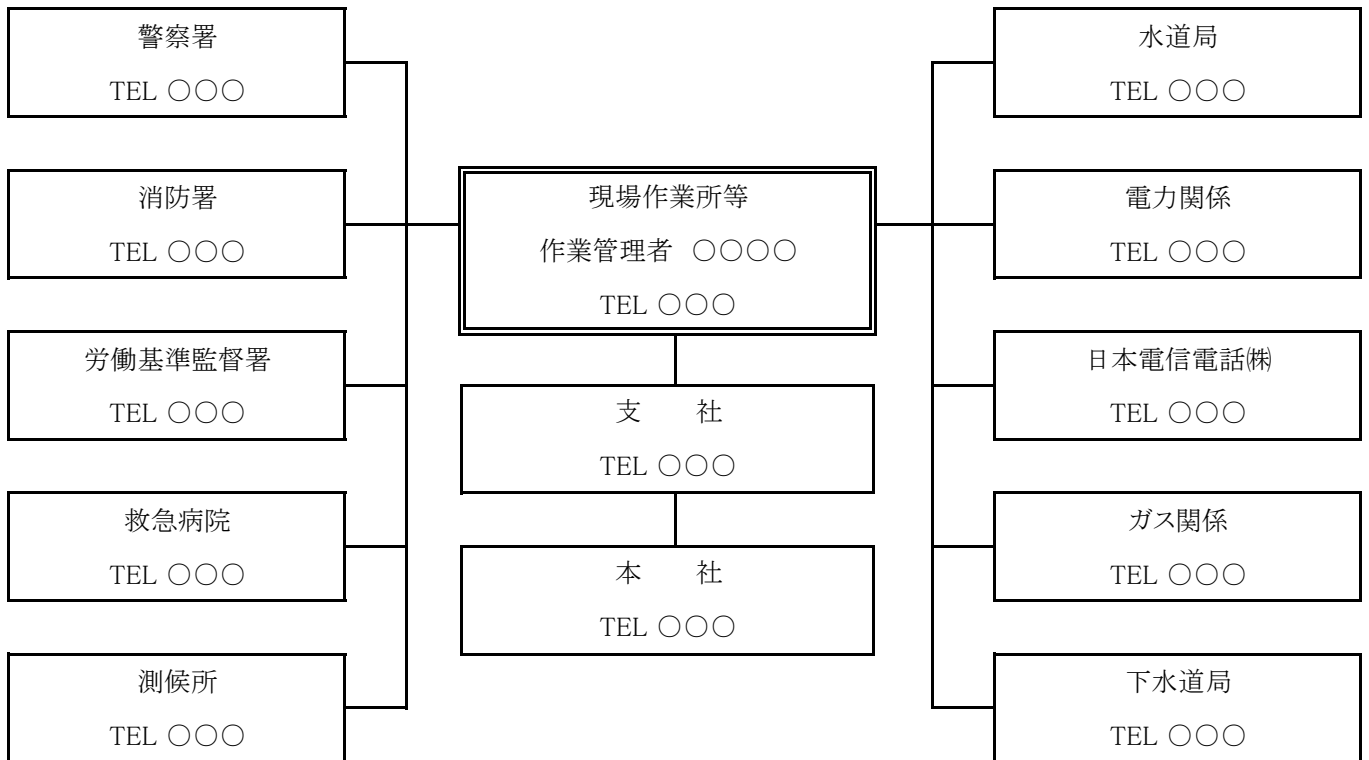 警察署
TEL ○○○
消防署
TEL ○○○
労働基準監督署
TEL ○○○
救急病院
TEL ○○○
測候所
TEL ○○○
現場作業所等
作業管理者 ○○○○
TEL ○○○
支　社
TEL ○○○
本　社
TEL ○○○
水道局
TEL ○○○
電力関係
TEL ○○○
日本電信電話㈱
TEL ○○○
ガス関係
TEL ○○○
下水道局
TEL ○○○